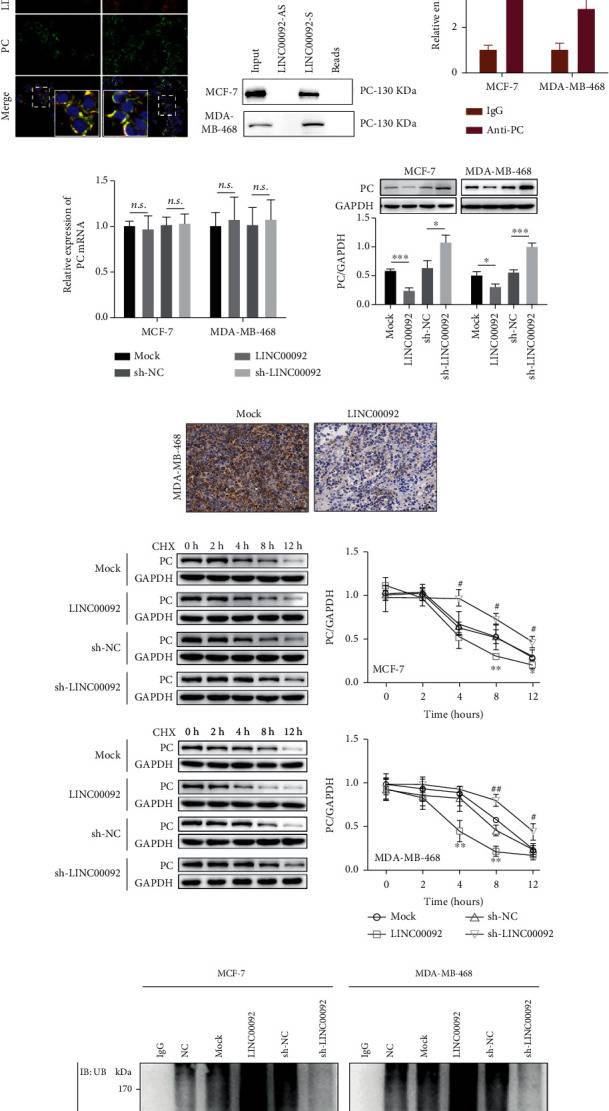 PC
Merge
Input
LINC00092-AS
LINC00092-S
Beads
MCF-7
PC-130 KDa
MDA-
MB-468
PC-130 KDa
Relative en
2
0
MCF-7
MDA-MB-468
IgG
Anti-PC
Relative expression of
PC mRNA
1.5
1.0
0.5
0.0
n.s.
n.s.
n.s.
n.s.
MCF-7
MDA-MB-468
Mock
LINC00092
sh-NC
sh-LINC00092
MCF-7
MDA-MB-468
PC
GAPDH
PC/GAPDH
1.5
1.0
0.5
0.0
***
*
*
***
Mock
LINC00092
sh-NC
sh-LINC00092
Mock
LINC00092
sh-NC
sh-LINC00092
Mock
LINC00092
MDA-MB-468
CHX 0 h 2 h 4 h 8 h 12 h
Mock
PC
GAPDH
LINC00092
PC
GAPDH
sh-NC
PC
GAPDH
sh-LINC00092
PC
GAPDH
PC/GAPDH
1.5
1.0
0.5
0.0
#
#
#
**
*
MCF-7
0 2 4 8 12
Time (hours)
CHX 0 h 2 h 4 h 8 h 12 h
Mock
PC
GAPDH
LINC00092
PC
GAPDH
sh-NC
PC
GAPDH
sh-LINC00092
PC
GAPDH
PC/GAPDH
1.5
1.0
0.5
0.0
##
#
**
**
MDA-MB-468
0 2 4 8 12
Time (hours)
Mock
sh-NC
LINC00092
sh-LINC00092
MCF-7
MDA-MB-468
IgG
NC
Mock
LINC00092
sh-NC
sh-LINC00092
IgG
NC
Mock
LINC00092
sh-NC
sh-LINC00092
IB: UB kDa
170